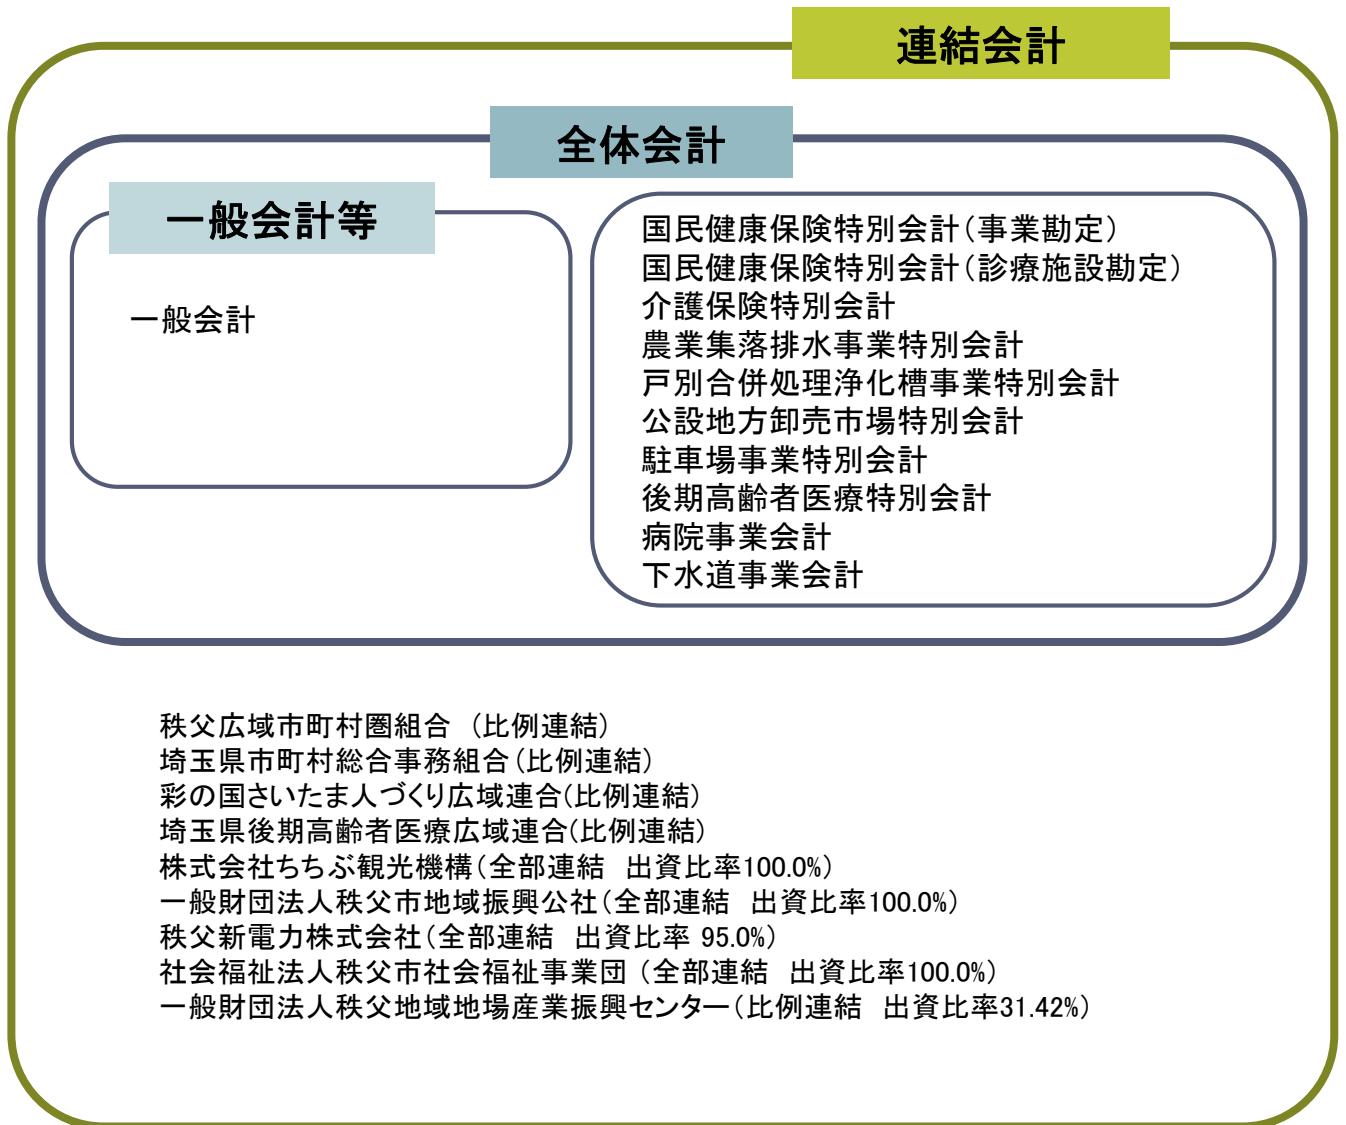 連結会計
全体会計
一般会計等
一般会計
国民健康保険特別会計(事業勘定)
国民健康保険特別会計(診療施設勘定)
介護保険特別会計
農業集落排水事業特別会計
戸別合併処理浄化槽事業特別会計
公設地方卸売市場特別会計
駐車場事業特別会計
後期高齢者医療特別会計
病院事業会計
下水道事業会計
秩父広域市町村圏組合 (比例連結)
埼玉県市町村総合事務組合(比例連結)
彩の国さいたま人づくり広域連合(比例連結)
埼玉県後期高齢者医療広域連合(比例連結)
株式会社ちちぶ観光機構(全部連結 出資比率100.0%)
一般財団法人秩父市地域振興公社(全部連結 出資比率100.0%)
秩父新電力株式会社(全部連結 出資比率 95.0%)
社会福祉法人秩父市社会福祉事業団 (全部連結 出資比率100.0%)
一般財団法人秩父地域地場産業振興センター(比例連結 出資比率31.42%)